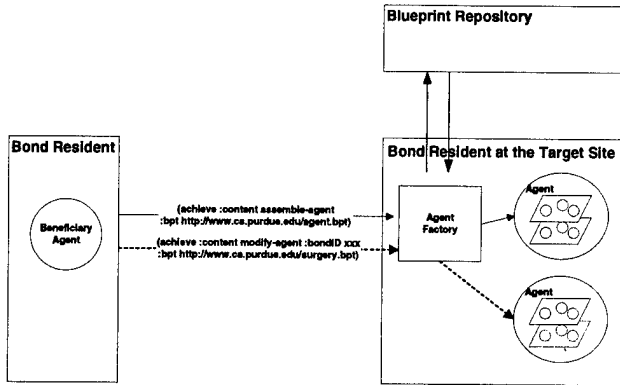 Blueprint Repository
Bond Resident
Bond Resident at the Target Site
Beneficiary
Agent
(achieve :content assemble-agent
:bpt http://www.cs.purdue.edu/agent.bpt)
(achieve :content modify-agent :bondID xxx
:bpt http://www.cs.purdue.edu/surgery.bpt)
Agent
Factory
Agent
Agent